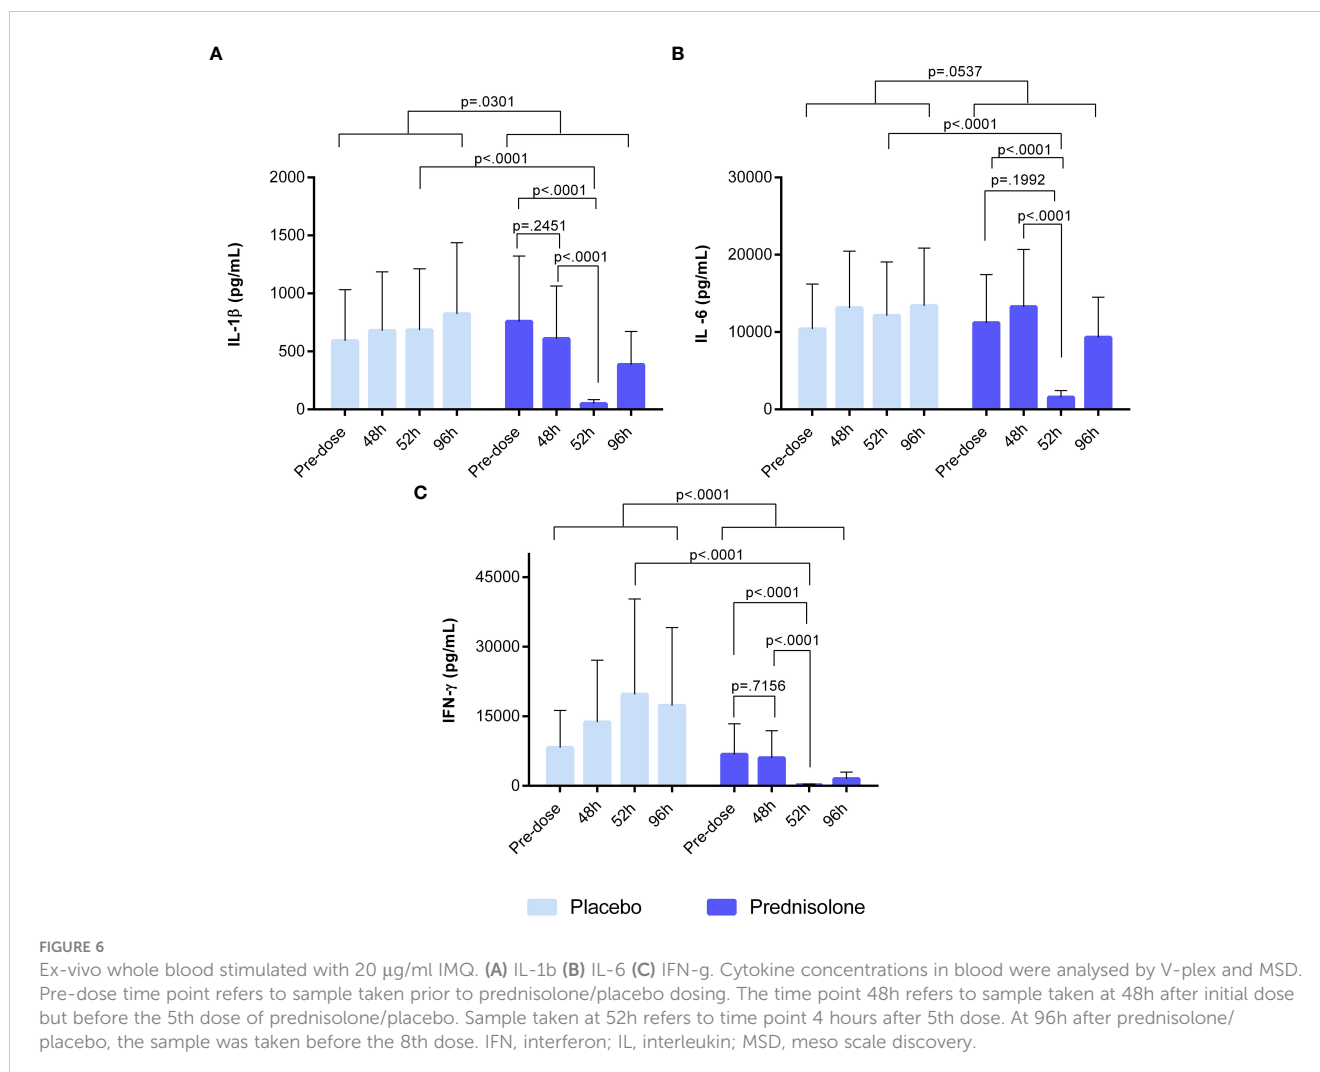 A
p=.0301
p<.0001
p<.0001
p=.2451
p<.0001
2000
1500
1000
500
0
IL-1β (pg/mL)
Pre-dose
48h
52h
96h
Pre-dose
48h
52h
96h
B
p=.0537
p<.0001
p<.0001
p=.1992
p<.0001
30000
20000
10000
0
IL -6 (pg/mL)
Pre-dose
48h
52h
96h
Pre-dose
48h
52h
96h
C
p<.0001
p<.0001
p<.0001
p<.0001
p=.7156
45000
30000
15000
0
IFN-γ (pg/mL)
Pre-dose
48h
52h
96h
Pre-dose
48h
52h
96h
Placebo
Prednisolone
FIGURE 6
Ex-vivo whole blood stimulated with 20 μg/ml IMQ. (A) IL-1b (B) IL-6 (C) IFN-g. Cytokine concentrations in blood were analysed by V-plex and MSD.
Pre-dose time point refers to sample taken prior to prednisolone/placebo dosing. The time point 48h refers to sample taken at 48h after initial dose
but before the 5th dose of prednisolone/placebo. Sample taken at 52h refers to time point 4 hours after 5th dose. At 96h after prednisolone/
placebo, the sample was taken before the 8th dose. IFN, interferon; IL, interleukin; MSD, meso scale discovery.